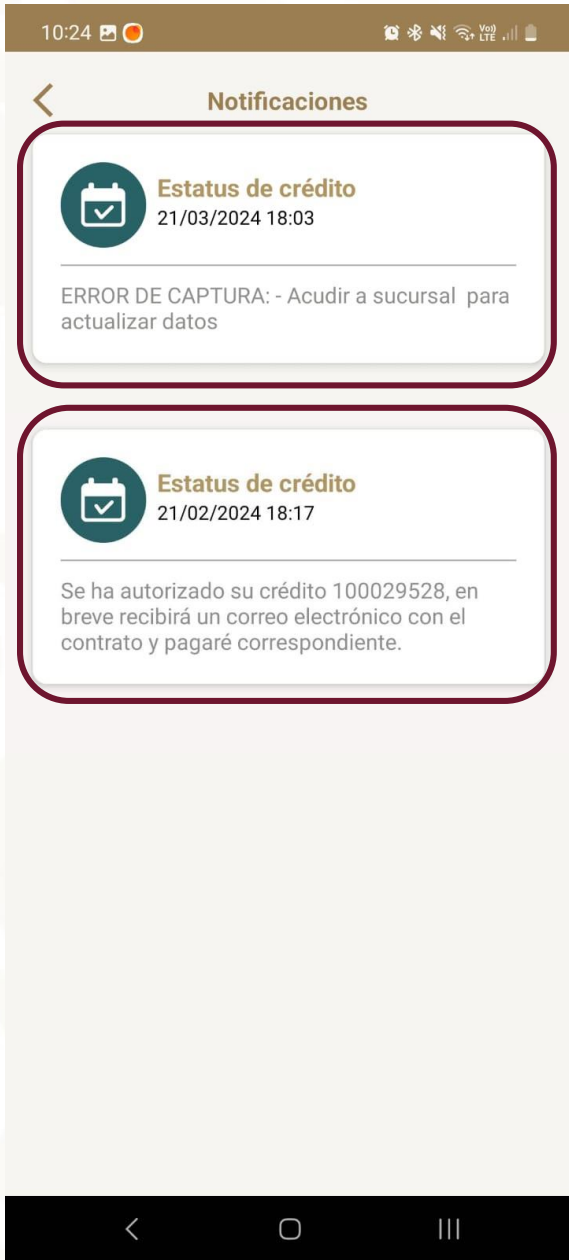 10:24
Vo))
LTE
Notificaciones
Estatus de crédito
21/03/2024 18:03
ERROR DE CAPTURA: - Acudir a sucursal  para
actualizar datos
Estatus de crédito
21/02/2024 18:17
Se ha autorizado su crédito 100029528, en
breve recibirá un correo electrónico con el
contrato y pagaré correspondiente.